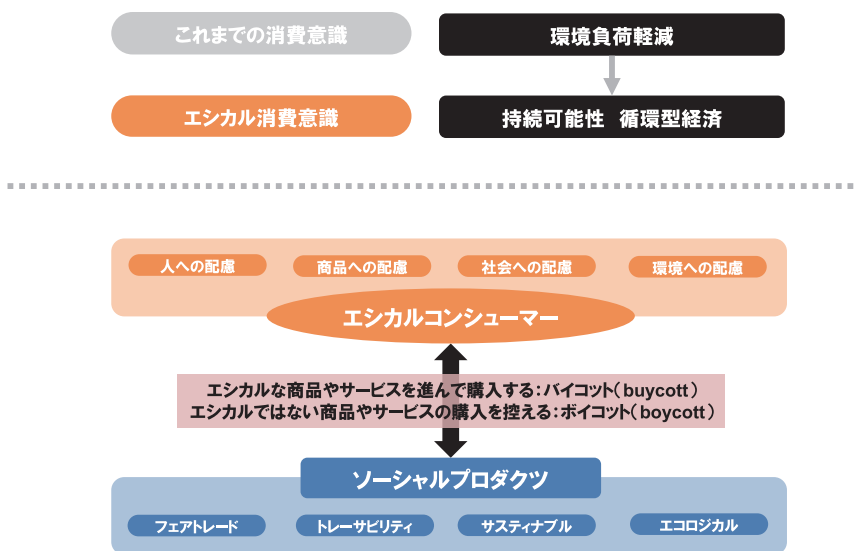 これまでの消費意識
環境負荷軽減
エシカル消費意識
持続可能性 循環型経済
人への配慮
商品への配慮
社会への配慮
環境への配慮
エシカルコンシューマー
エシカルな商品やサービスを進んで購入する：バイコット（buycott）
エシカルではない商品やサービスの購入を控える：ボイコット（boycott）
ソーシャルプロダクツ
フェアトレード
トレーサビリティ
サスティナブル
エコロジカル